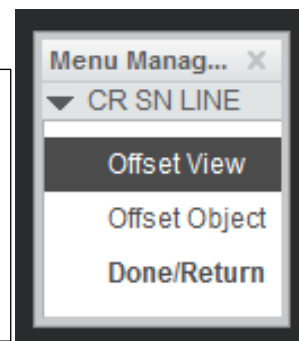 Menu Manag...
CR SN LINE
Offset View
Offset Object
Done/Return